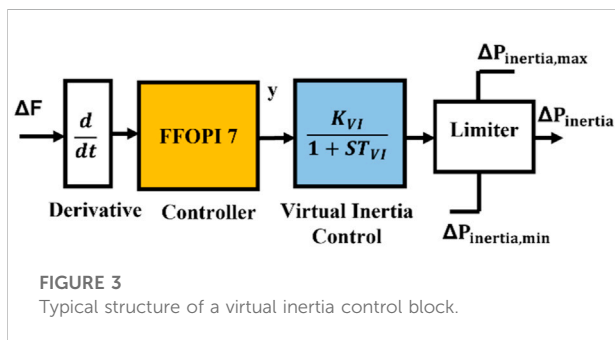 ΔF
d
dt
Derivative
FFOPI 7
Controller
y
K_VI
1 + ST_VI
Virtual Inertia
Control
Limiter
ΔP_inertia,max
ΔP_inertia
ΔP_inertia,min
FIGURE 3
Typical structure of a virtual inertia control block.